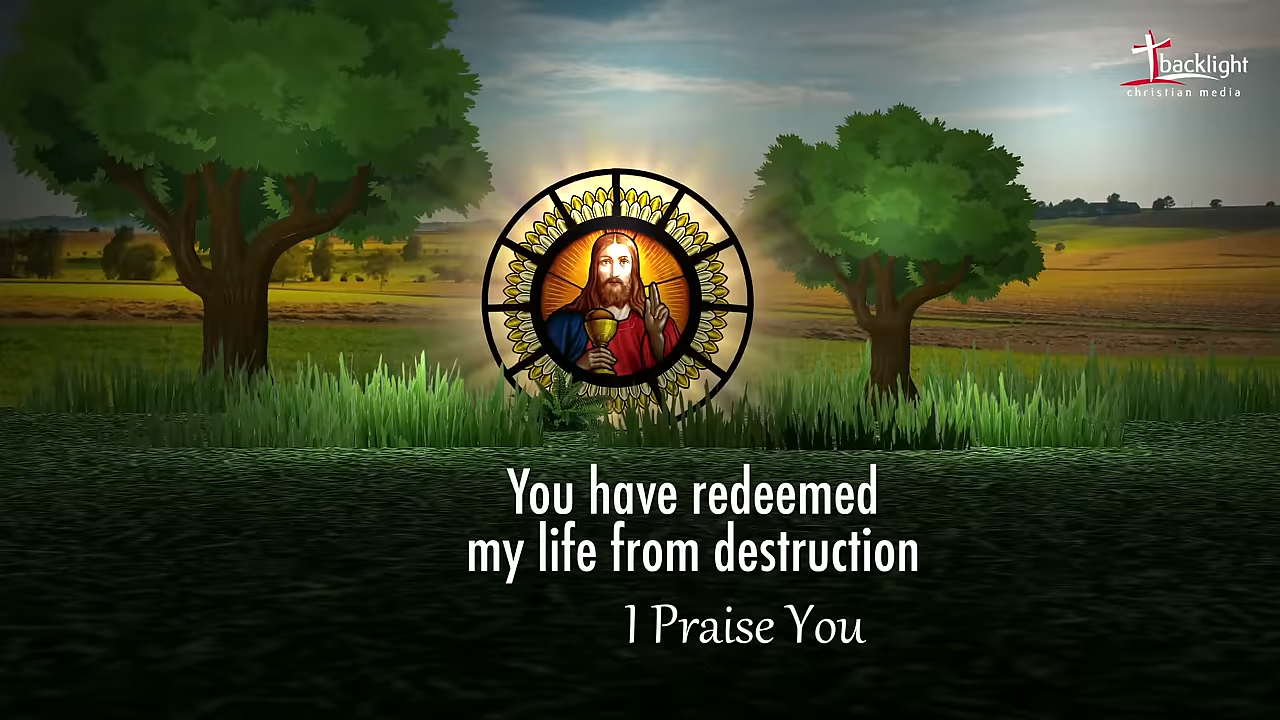 backlight
christian media
You have redeemed
my life from destruction
I Praise You